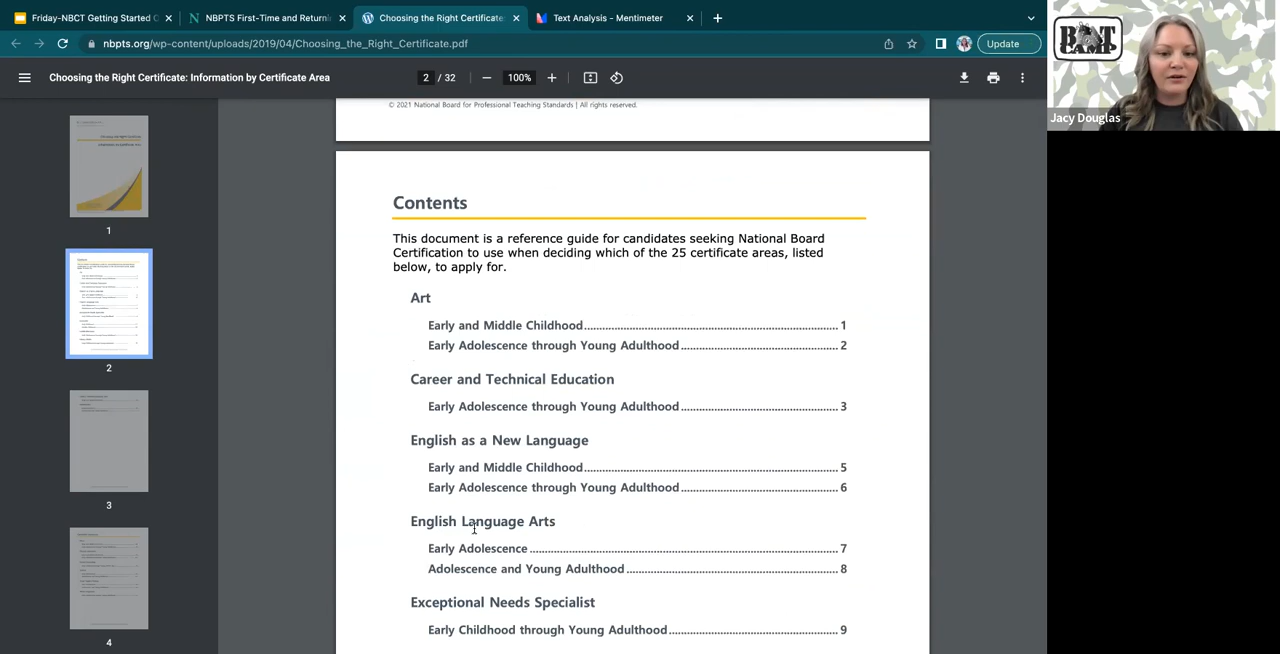 Friday-NBCT Getting Started
NBPTS First-Time and Return
Choosing the Right Certificate
Text Analysis - Mentimeter
nbpts.org/wp-content/uploads/2019/04/Choosing_the_Right_Certificate.pdf
Update
Choosing the Right Certificate: Information by Certificate Area
2 / 32
100%
© 2021 National Board for Professional Teaching Standards | All rights reserved.
Contents
This document is a reference guide for candidates seeking National Board
Certification to use when deciding which of the 25 certificate areas, listed
below, to apply for.
Art
Early and Middle Childhood 1
Early Adolescence through Young Adulthood 2
Career and Technical Education
Early Adolescence through Young Adulthood 3
English as a New Language
Early and Middle Childhood 5
Early Adolescence through Young Adulthood 6
English Language Arts
Early Adolescence 7
Adolescence and Young Adulthood 8
Exceptional Needs Specialist
Early Childhood through Young Adulthood 9
1
2
3
4
CAMP
Jacy Douglas